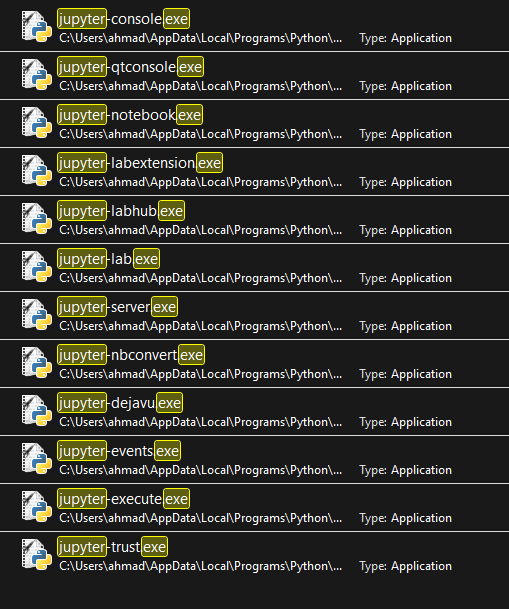 jupyter-console.exe
C:\Users\ahmad\AppData\Local\Programs\Python\... Type: Application
jupyter-qtconsole.exe
C:\Users\ahmad\AppData\Local\Programs\Python\... Type: Application
jupyter-notebook.exe
C:\Users\ahmad\AppData\Local\Programs\Python\... Type: Application
jupyter-labextension.exe
C:\Users\ahmad\AppData\Local\Programs\Python\... Type: Application
jupyter-labhub.exe
C:\Users\ahmad\AppData\Local\Programs\Python\... Type: Application
jupyter-lab.exe
C:\Users\ahmad\AppData\Local\Programs\Python\... Type: Application
jupyter-server.exe
C:\Users\ahmad\AppData\Local\Programs\Python\... Type: Application
jupyter-nbconvert.exe
C:\Users\ahmad\AppData\Local\Programs\Python\... Type: Application
jupyter-dejavu.exe
C:\Users\ahmad\AppData\Local\Programs\Python\... Type: Application
jupyter-events.exe
C:\Users\ahmad\AppData\Local\Programs\Python\... Type: Application
jupyter-execute.exe
C:\Users\ahmad\AppData\Local\Programs\Python\... Type: Application
jupyter-trust.exe
C:\Users\ahmad\AppData\Local\Programs\Python\... Type: Application